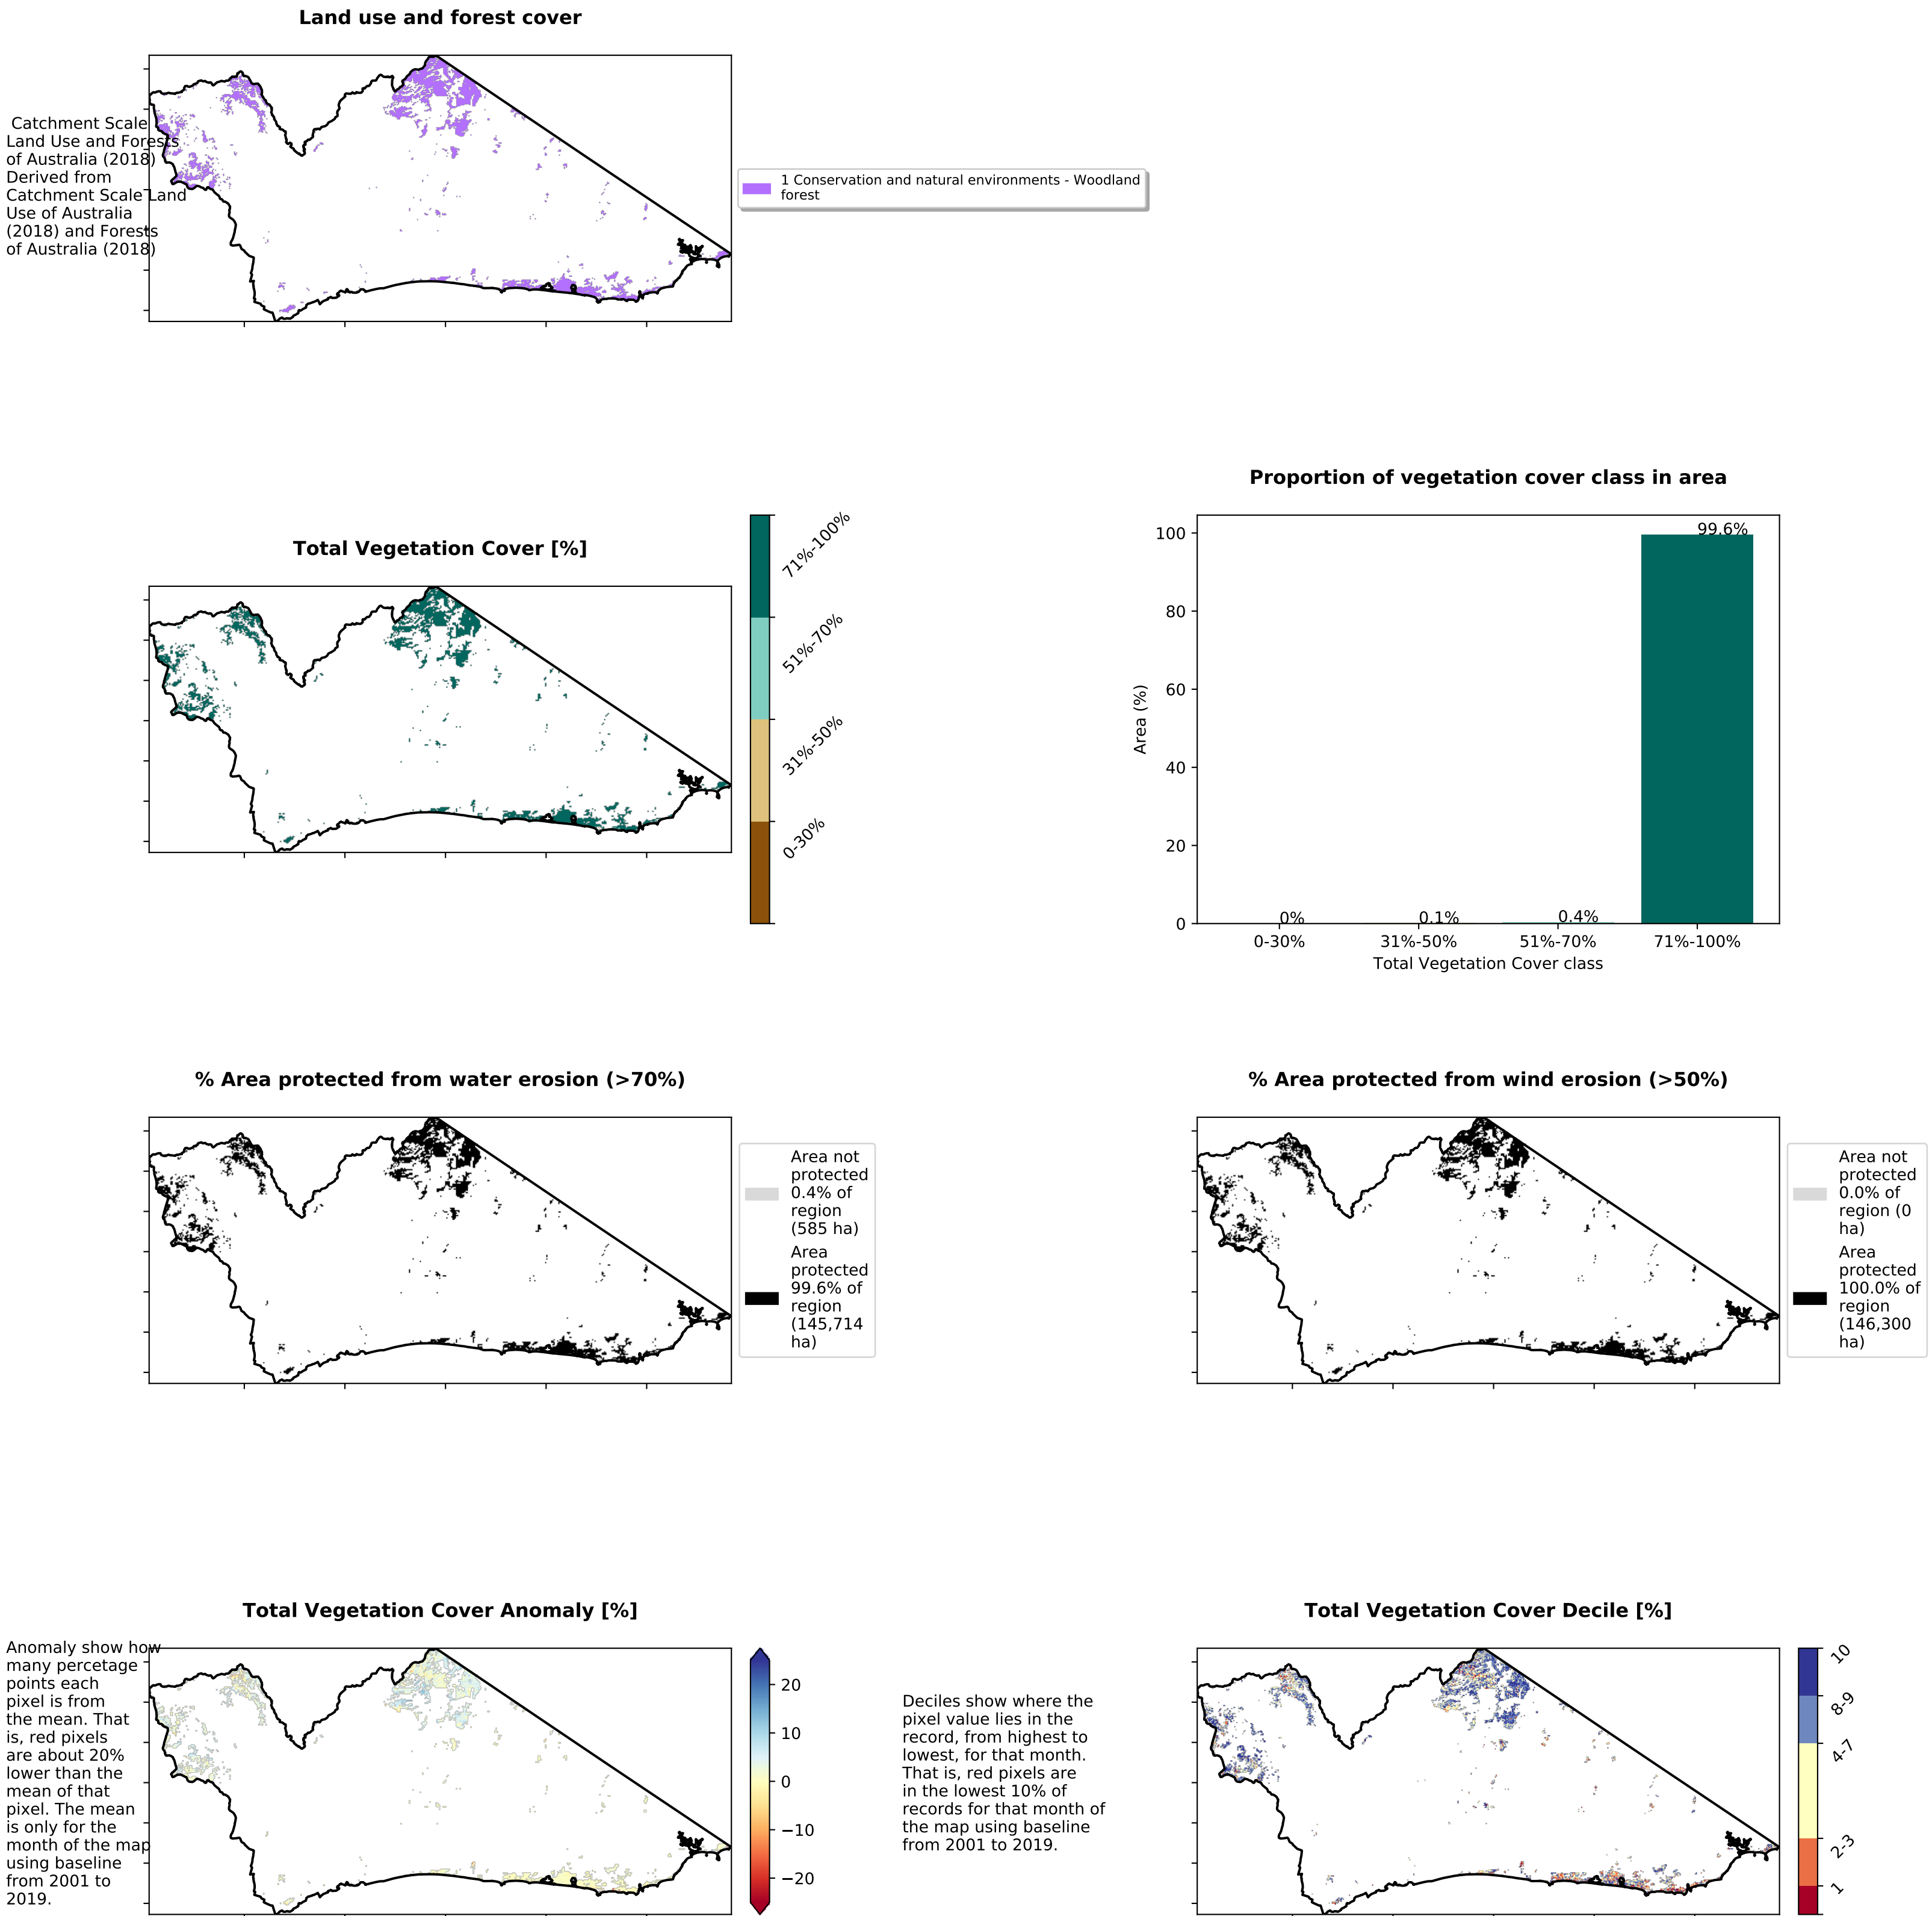 Land use and forest cover
Catchment Scale
Land Use and Forests
of Australia (2018)
Derived from
Catchment Scale Land
Use of Australia
(2018) and Forests
of Australia (2018)
1 Conservation and natural environments - Woodland
forest
Total Vegetation Cover [%]
71%-100%
51%-70%
31%-50%
0-30%
Proportion of vegetation cover class in area
Area (%)
100
80
60
40
20
0
0%
0.1%
0.4%
99.6%
0-30%
31%-50%
51%-70%
71%-100%
Total Vegetation Cover class
% Area protected from water erosion (>70%)
Area not
protected
0.4% of
region
(585 ha)
Area
protected
99.6% of
region
(145,714
ha)
% Area protected from wind erosion (>50%)
Area not
protected
0.0% of
region (0
ha)
Area
protected
100.0% of
region
(146,300
ha)
Total Vegetation Cover Anomaly [%]
Anomaly show how
many percetage
points each
pixel is from
the mean. That
is, red pixels
are about 20%
lower than the
mean of that
pixel. The mean
is only for the
month of the map
using baseline
from 2001 to
2019.
20
10
0
−10
−20
Total Vegetation Cover Decile [%]
Deciles show where the
pixel value lies in the
record, from highest to
lowest, for that month.
That is, red pixels are
in the lowest 10% of
records for that month of
the map using baseline
from 2001 to 2019.
10
8-9
4-7
2-3
1